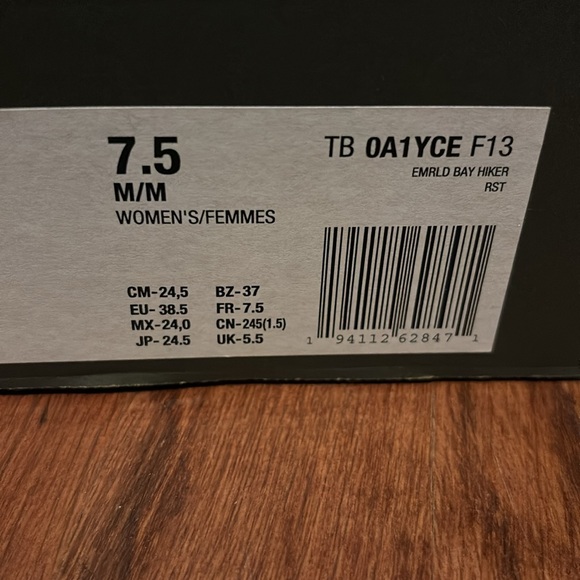 7.5
M/M
WOMEN'S/FEMMES
TB 0A1YCE F13
EMRLD BAY HIKER
RST
CM-24,5 BZ-37
EU- 38.5 FR-7.5
MX-24,0 CN-245(1.5)
JP- 24.5 UK-5.5
1 94112 62847 1